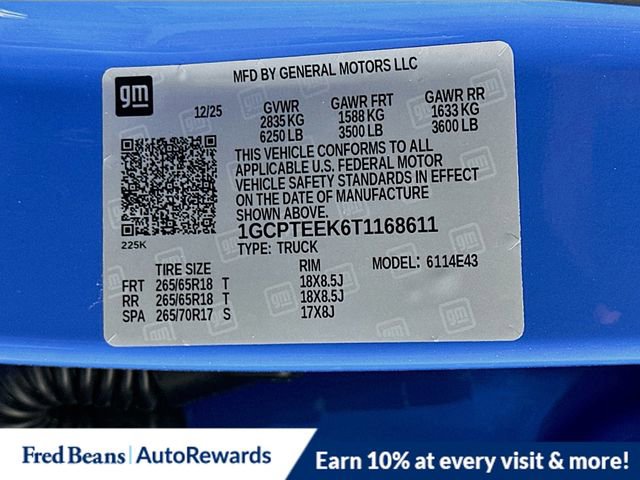 gm
MFD BY GENERAL MOTORS LLC
12/25
GVWR GAWR FRT GAWR RR
2835 KG 1588 KG 1633 KG
6250 LB 3500 LB 3600 LB
THIS VEHICLE CONFORMS TO ALL
APPLICABLE U.S. FEDERAL MOTOR
VEHICLE SAFETY STANDARDS IN EFFECT
ON THE DATE OF MANUFACTURE
SHOWN ABOVE.
1GCPTEEK6T1168611
225K
TYPE: TRUCK
MODEL: 6114E43
TIRE SIZE RIM
FRT 265/65R18 T 18X8.5J
RR 265/65R18 T 18X8.5J
SPA 265/70R17 S 17X8J
Fred Beans AutoRewards
Earn 10% at every visit & more!